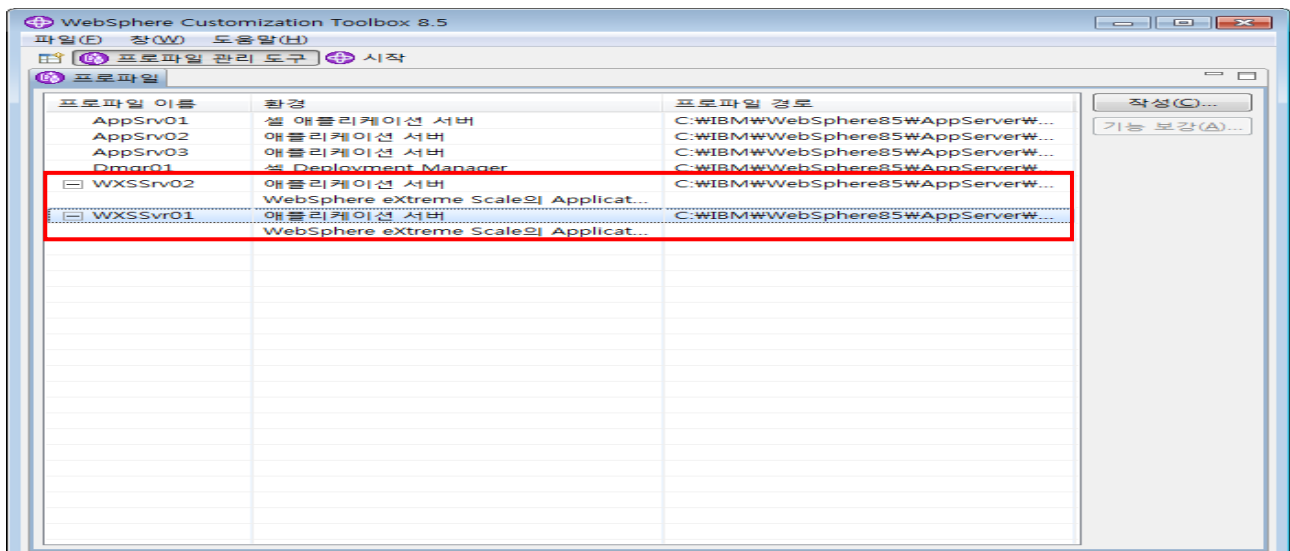 WebSphere Customization Toolbox 8.5
파일(F) 창(W) 도움말(H)
프로파일 관리 도구 시작
프로파일
프로파일 이름 환경 프로파일 경로 작성(C)...
AppSrv01 셀 애플리케이션 서버 C:₩IBM₩WebSphere85₩AppServer₩...
기능 보강(A)...
AppSrv02 애플리케이션 서버 C:₩IBM₩WebSphere85₩AppServer₩...
AppSrv03 애플리케이션 서버 C:₩IBM₩WebSphere85₩AppServer₩...
Dmgr01 셀 Deployment Manager C:₩IBM₩WebSphere85₩AppServer₩...
WXSSrv02 애플리케이션 서버 C:₩IBM₩WebSphere85₩AppServer₩...
WebSphere eXtreme Scale의 Applicat...
WXSSvr01 애플리케이션 서버 C:₩IBM₩WebSphere85₩AppServer₩...
WebSphere eXtreme Scale의 Applicat...